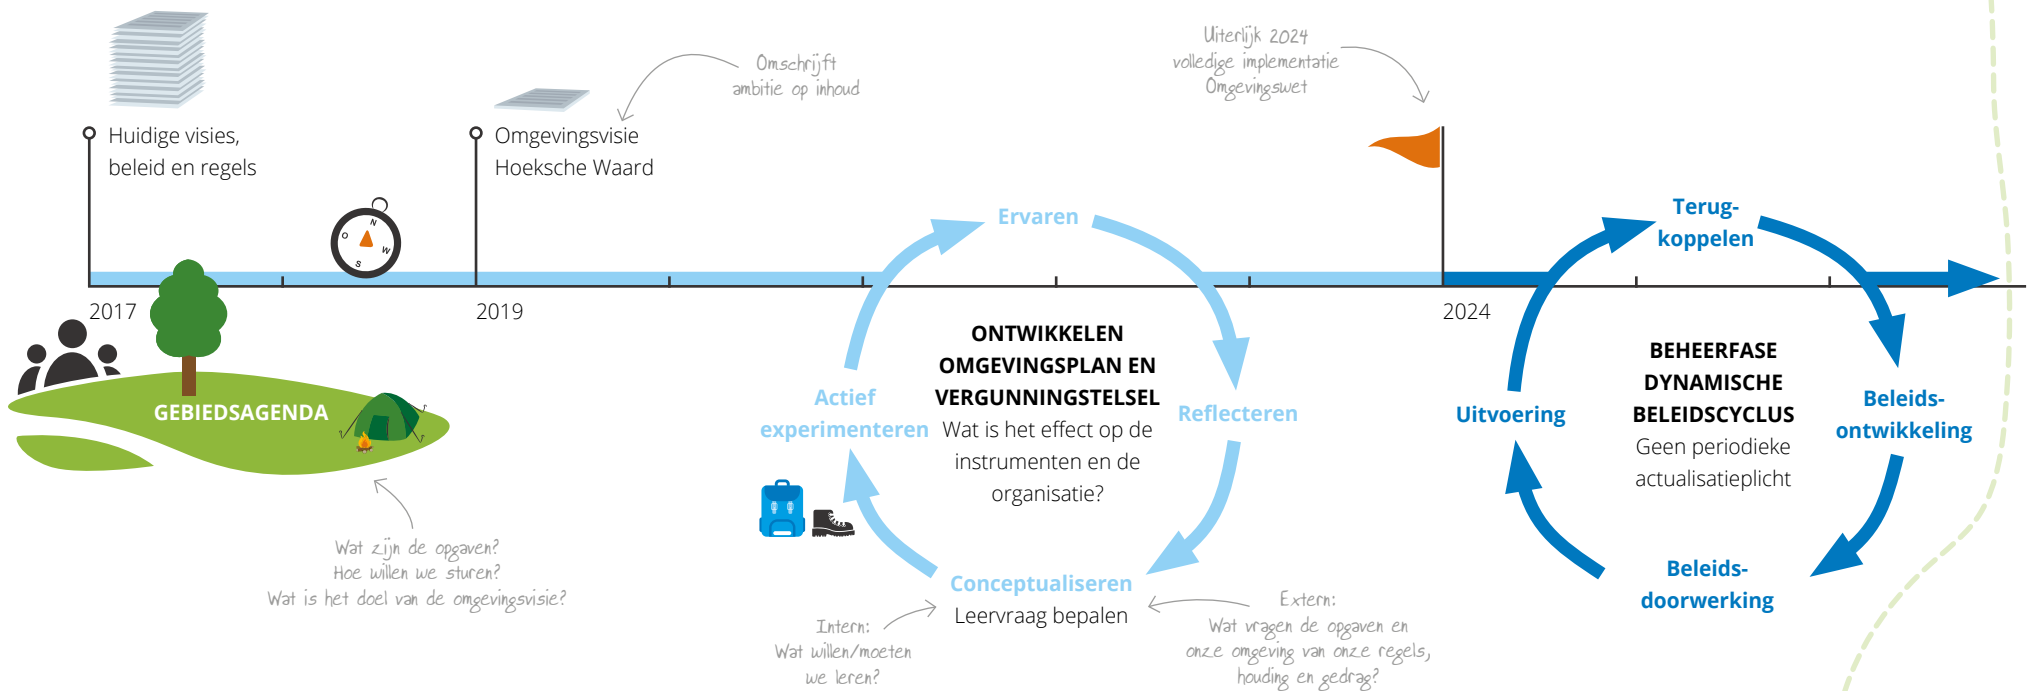 Huidige visies,
beleid en regels
Omschrijft
ambitie op inhoud
Omgevingsvisie
Hoeksche Waard
Uiterlijk 2024
volledige implementatie
Omgevingswet
N
O
W
S
2017
2019
2024
GEBIEDSAGENDA
Wat zijn de opgaven?
Hoe willen we sturen?
Wat is het doel van de omgevingsvisie?
Ervaren
Reflecteren
Conceptualiseren
Leervraag bepalen
Actief
experimenteren
ONTWIKKELEN
OMGEVINGSPLAN EN
VERGUNNINGSTELSEL
Wat is het effect op de
instrumenten en de
organisatie?
Intern:
Wat willen/moeten
we leren?
Extern:
Wat vragen de opgaven en
onze omgeving van onze regels,
houding en gedrag?
Terug-
koppelen
Beleids-
ontwikkeling
Beleids-
doorwerking
Uitvoering
BEHEERFASE
DYNAMISCHE
BELEIDSCYCLUS
Geen periodieke
actualisatieplicht